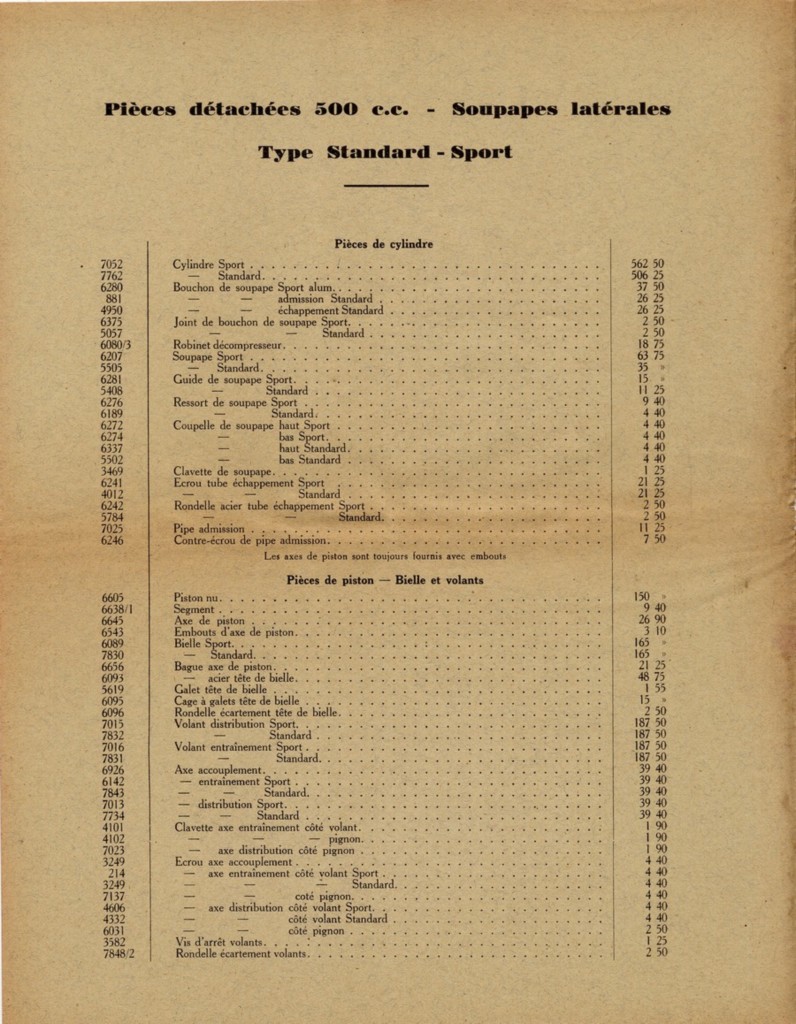 Pièces détachées 500 c.c. - Soupapes latérales
Type Standard - Sport
Pièces de cylindre
7052 Cylindre Sport 562 50
7762 — Standard 506 25
6280 Bouchon de soupape Sport alum. 37 50
881 — — admission Standard 26 25
4950 — — échappement Standard 26 25
6375 Joint de bouchon de soupape Sport 2 50
5057 — — Standard 2 50
6080/3 Robinet décompresseur 18 75
6207 Soupape Sport 63 75
5505 — Standard 35 »
6281 Guide de soupape Sport 15 »
5408 — Standard 11 25
6276 Ressort de soupape Sport 9 40
6189 — Standard 4 40
6272 Coupelle de soupape haut Sport 4 40
6274 — bas Sport 4 40
6337 — haut Standard 4 40
5502 — bas Standard 4 40
3469 Clavette de soupape 1 25
6241 Ecrou tube échappement Sport 21 25
4012 — — Standard 21 25
6242 Rondelle acier tube échappement Sport 2 50
5784 — — Standard 2 50
7025 Pipe admission 11 25
6246 Contre-écrou de pipe admission 7 50
Les axes de piston sont toujours fournis avec embouts
Pièces de piston — Bielle et volants
6605 Piston nu 150 »
6638/1 Segment 9 40
6645 Axe de piston 26 90
6543 Embouts d'axe de piston 3 10
6089 Bielle Sport 165 »
7830 — Standard 165 »
6656 Bague axe de piston 21 25
6093 — acier tête de bielle 48 75
5619 Galet tête de bielle 1 55
6095 Cage à galets tête de bielle 15 »
6096 Rondelle écartement tête de bielle 2 50
7015 Volant distribution Sport 187 50
7832 — Standard 187 50
7016 Volant entraînement Sport 187 50
7831 — Standard 187 50
6926 Axe accouplement 39 40
6142 — entrainement Sport 39 40
7843 — — Standard 39 40
7013 — distribution Sport 39 40
7734 — — Standard 39 40
4101 Clavette axe entraînement côté volant 1 90
4102 — — — pignon 1 90
7023 — axe distribution côté pignon 1 90
3249 Ecrou axe accouplement 4 40
214 — axe entrainement côté volant Sport 4 40
3249 — — — Standard 4 40
7137 — — coté pignon 4 40
4606 — axe distribution côté volant Sport 4 40
4332 — — côté volant Standard 4 40
6031 — — côté pignon 2 50
3582 Vis d'arrêt volants 1 25
7848/2 Rondelle écartement volants 2 50